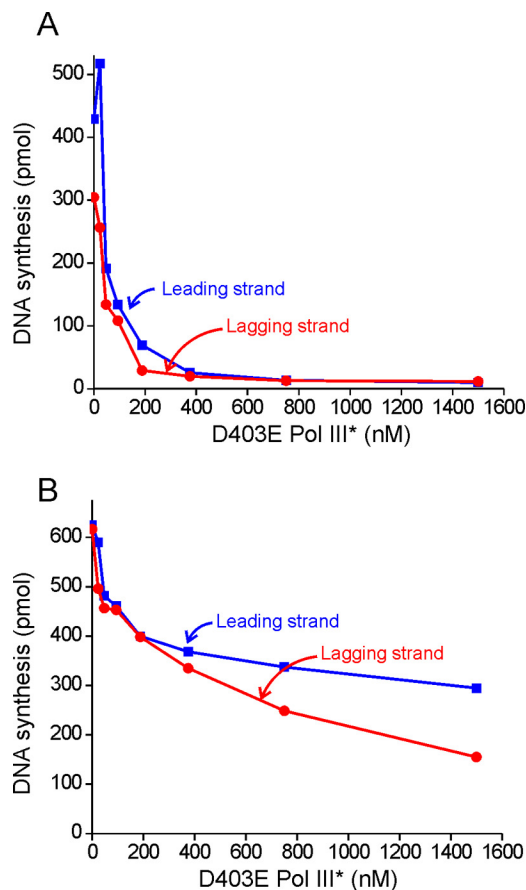 A
500
400
300
200
100
0
DNA synthesis (pmol)
Leading strand
Lagging strand
0 200 400 600 800 1000 1200 1400 1600
D403E Pol III* (nM)
B
600
500
400
300
200
100
0
DNA synthesis (pmol)
Leading strand
Lagging strand
0 200 400 600 800 1000 1200 1400 1600
D403E Pol III* (nM)